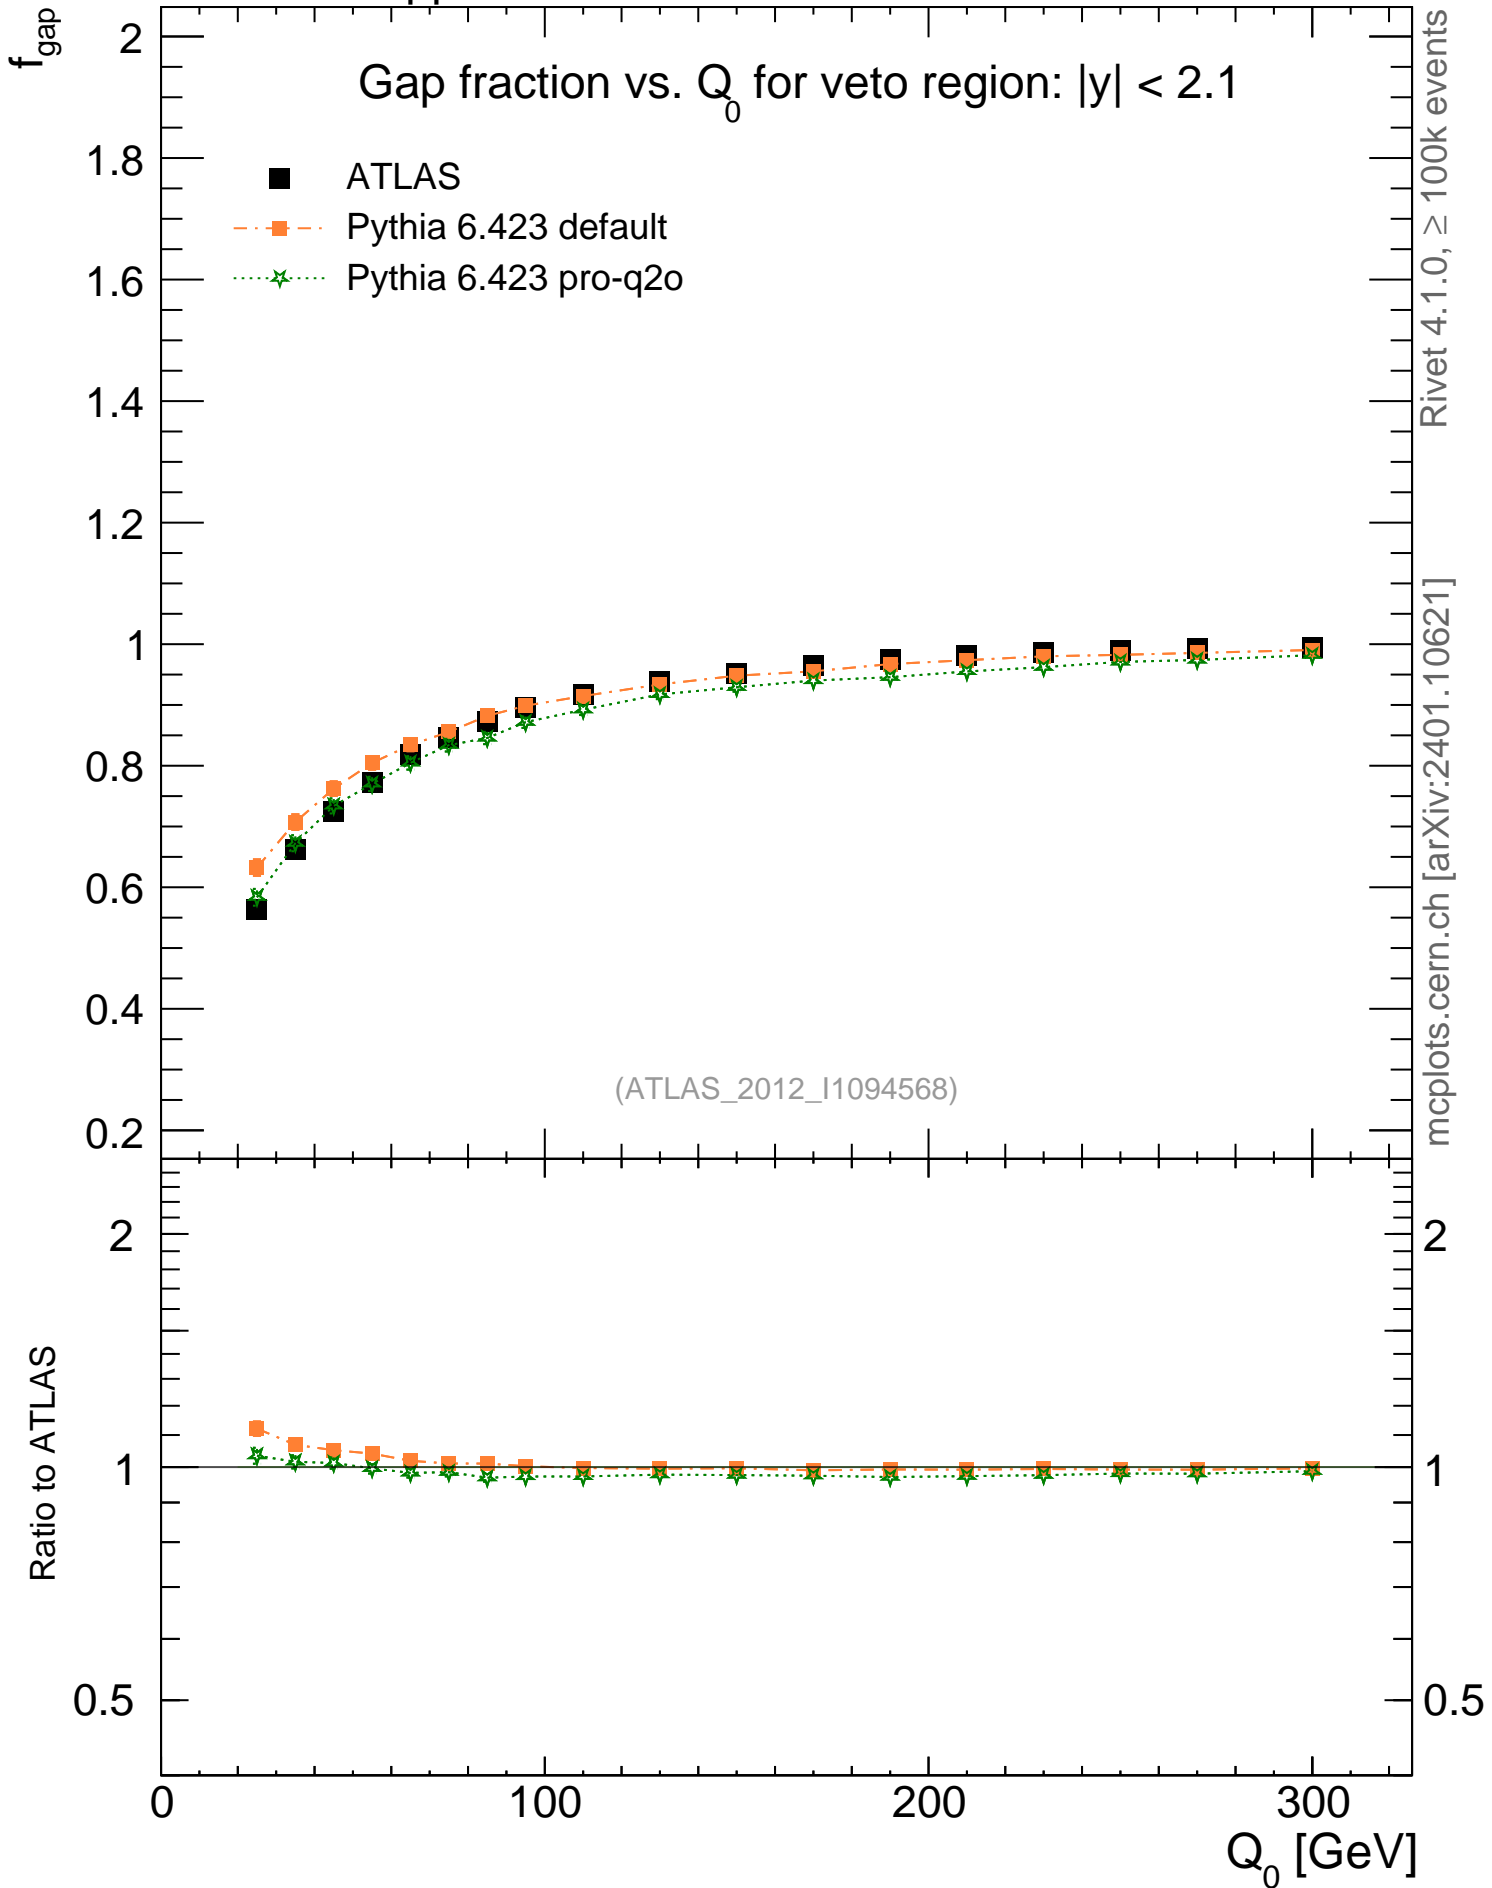 f_gap
Gap fraction vs. Q_0 for veto region: |y| < 2.1
ATLAS
Pythia 6.423 default
Pythia 6.423 pro-q2o
2
1.8
1.6
1.4
1.2
1
0.8
0.6
0.4
0.2
(ATLAS_2012_I1094568)
Rivet 4.1.0, ≥ 100k events
mcplots.cern.ch [arXiv:2401.10621]
Ratio to ATLAS
2
1
0.5
2
1
0.5
0
100
200
300
Q_0 [GeV]